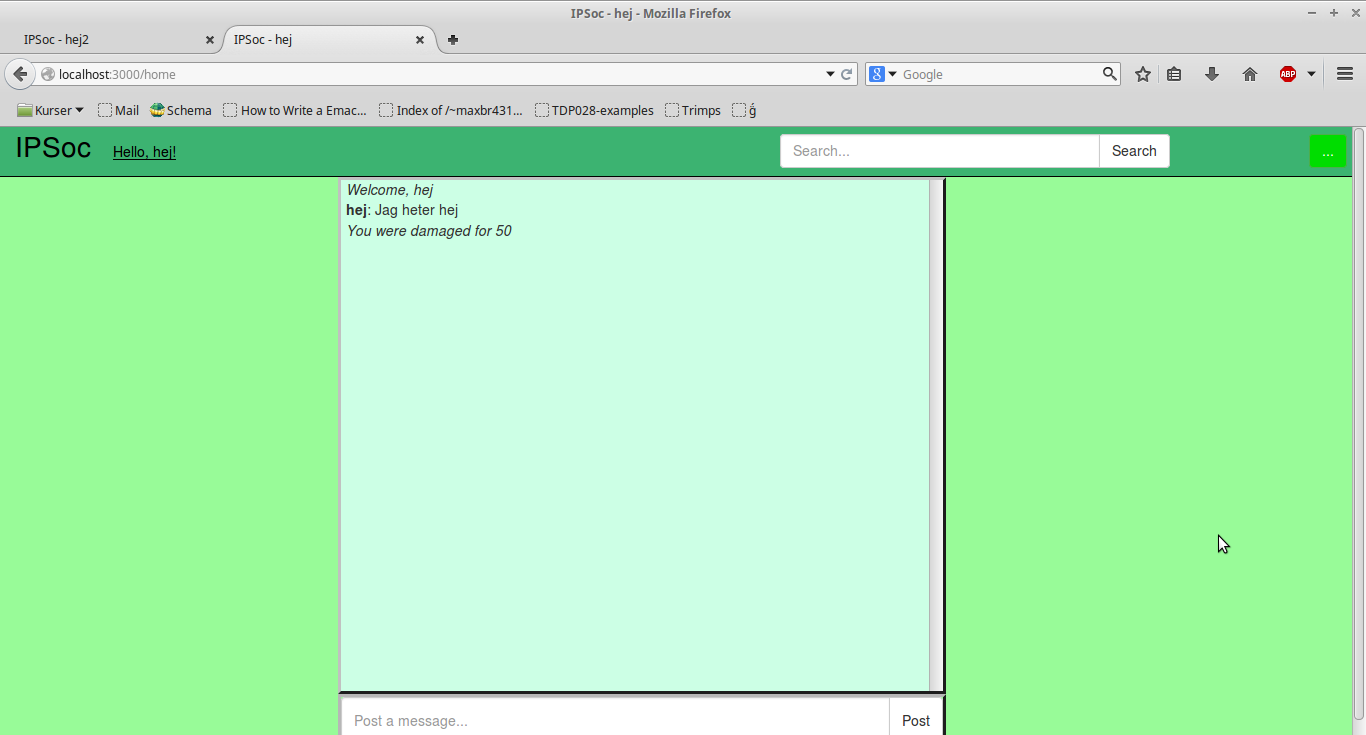 IPSoc - hej - Mozilla Firefox
IPSoc - hej2
IPSoc - hej
localhost:3000/home
8
Google
ABP
Kurser
Mail
Schema
How to Write a Emac...
Index of /~maxbr431...
TDP028-examples
Trimps
ǵ
IPSoc
Hello, hej!
Search...
Search
...
Welcome, hej
hej: Jag heter hej
You were damaged for 50
Post a message...
Post